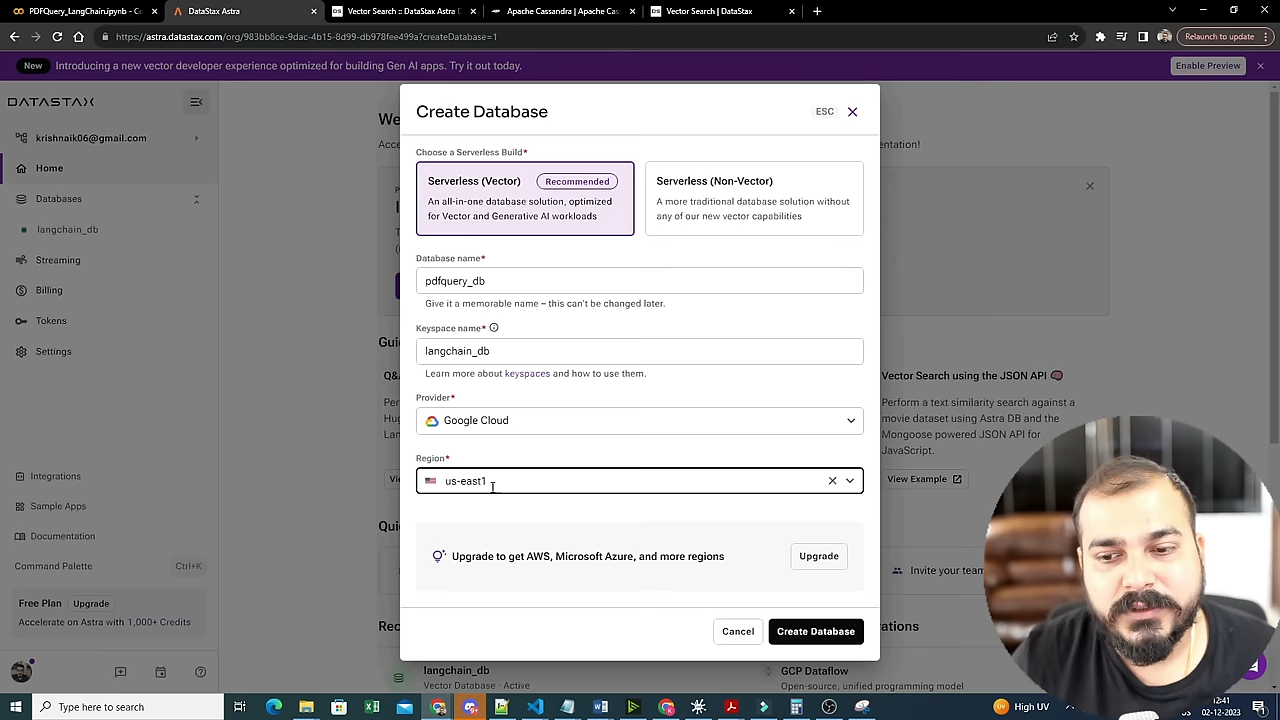 PDFQuery_LangChain.ipynb - Co
DataStax Astra
Vector Search :: DataStax Astra D
Apache Cassandra | Apache Cas
Vector Search | DataStax
https://astra.datastax.com/org/983bb8ce-9dac-4b15-8d99-db978fee499a?createDatabase=1
Relaunch to update
New
Introducing a new vector developer experience optimized for building Gen AI apps. Try it out today.
Enable Preview
DATASTAX
krishnaik06@gmail.com
Home
Databases
langchain_db
Streaming
Billing
Tokens
Settings
Integrations
Sample Apps
Documentation
Command Palette
Ctrl+K
Free Plan
Upgrade
Accelerate on Astra with 1,000+ Credits
Create Database
ESC
Choose a Serverless Build*
Serverless (Vector)
Recommended
An all-in-one database solution, optimized
for Vector and Generative AI workloads
Serverless (Non-Vector)
A more traditional database solution without
any of our new vector capabilities
Database name*
pdfquery_db
Give it a memorable name – this can't be changed later.
Keyspace name*
langchain_db
Learn more about keyspaces and how to use them.
Provider*
Google Cloud
Region*
us-east1
Upgrade to get AWS, Microsoft Azure, and more regions
Upgrade
Cancel
Create Database
Vector Search using the JSON API
Perform a text similarity search against a
movie dataset using Astra DB and the
Mongoose powered JSON API for
JavaScript.
View Example
Invite your team
langchain_db
Vector Database · Active
GCP Dataflow
Open-source, unified programming model
Type here to search
High UV
12:41
02-12-2023